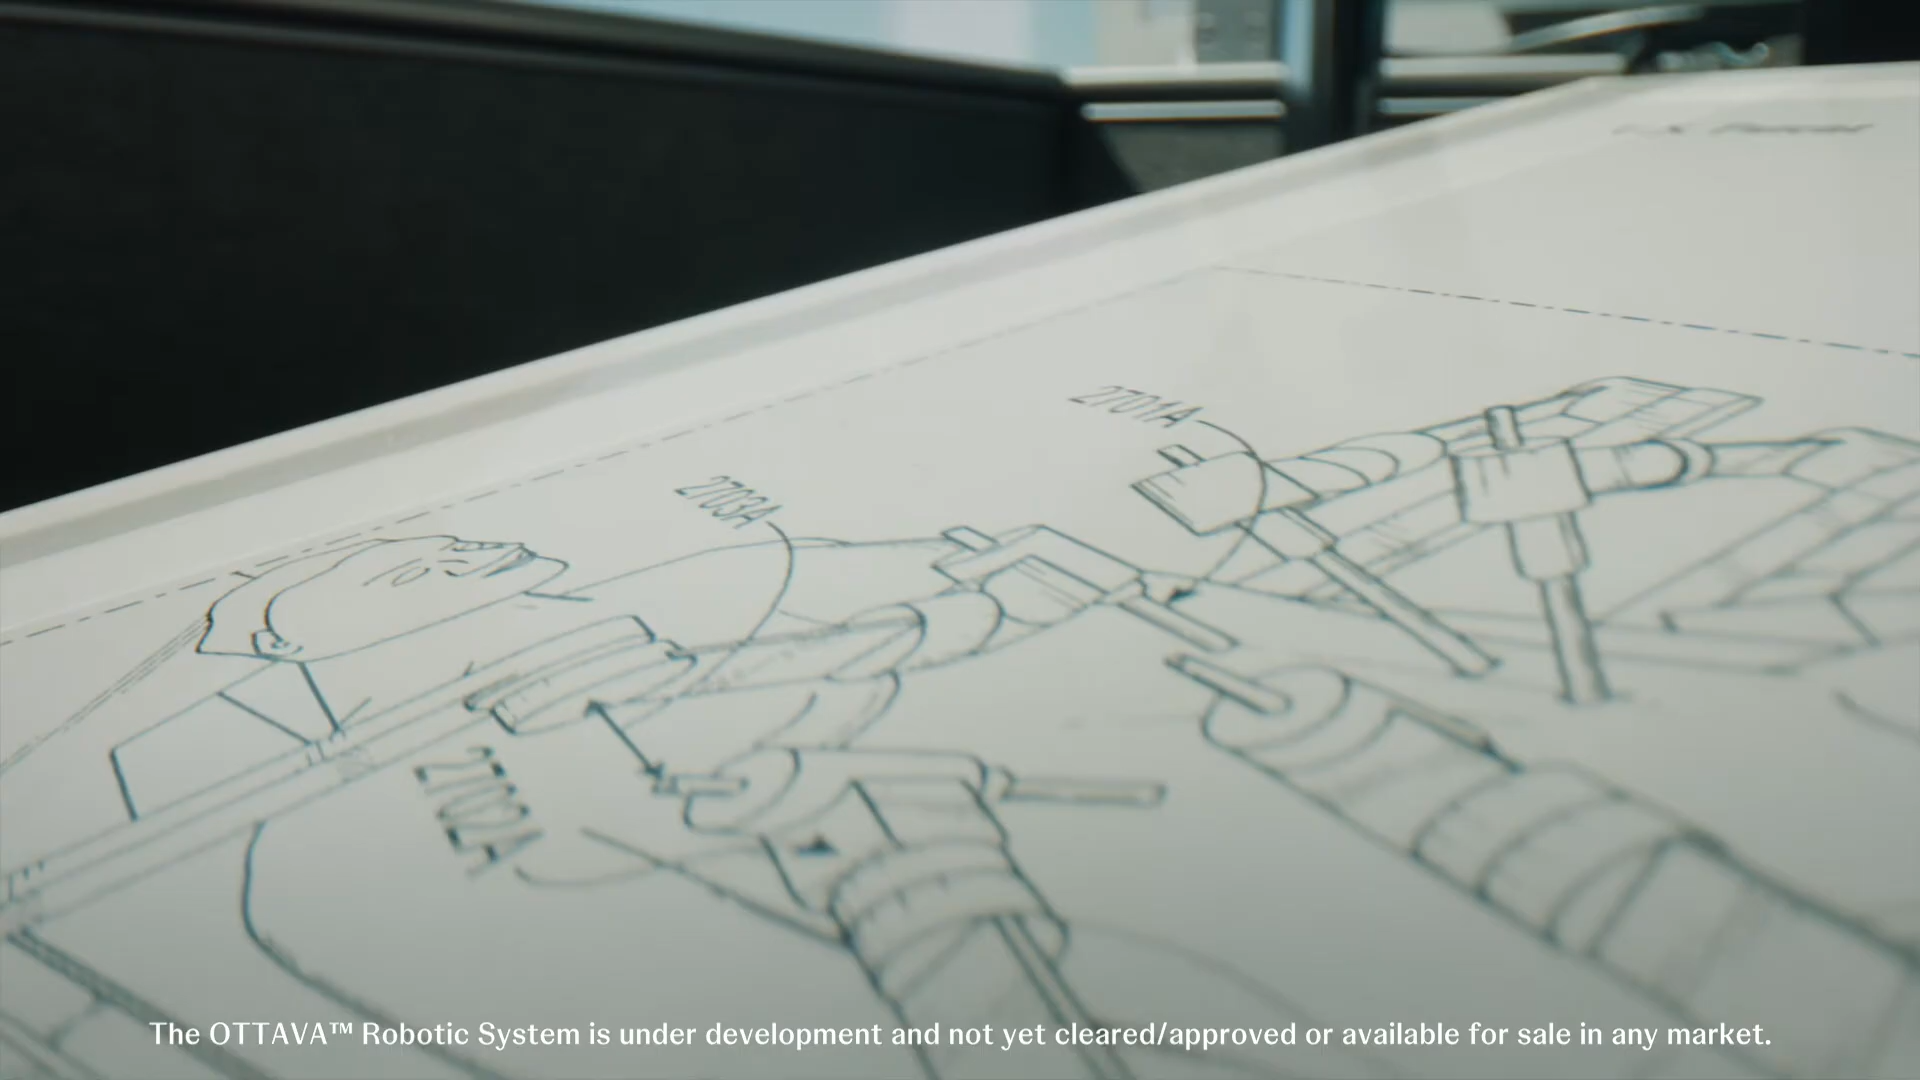 2701A
2703A
2702A
The OTTAVA™ Robotic System is under development and not yet cleared/approved or available for sale in any market.